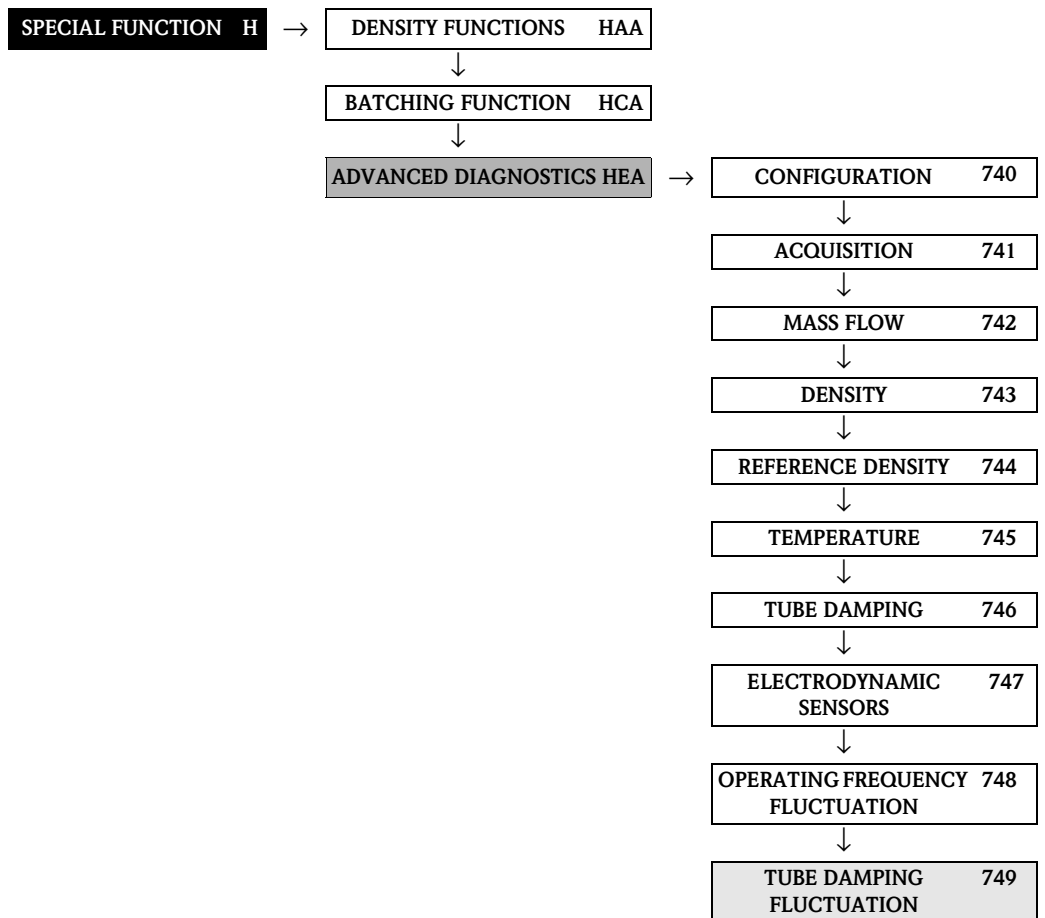 SPECIAL FUNCTION H → DENSITY FUNCTIONS HAA
↓
BATCHING FUNCTION HCA
↓
ADVANCED DIAGNOSTICS HEA → CONFIGURATION 740
↓
ACQUISITION 741
↓
MASS FLOW 742
↓
DENSITY 743
↓
REFERENCE DENSITY 744
↓
TEMPERATURE 745
↓
TUBE DAMPING 746
↓
ELECTRODYNAMIC 747
SENSORS
↓
OPERATING FREQUENCY 748
FLUCTUATION
↓
TUBE DAMPING 749
FLUCTUATION